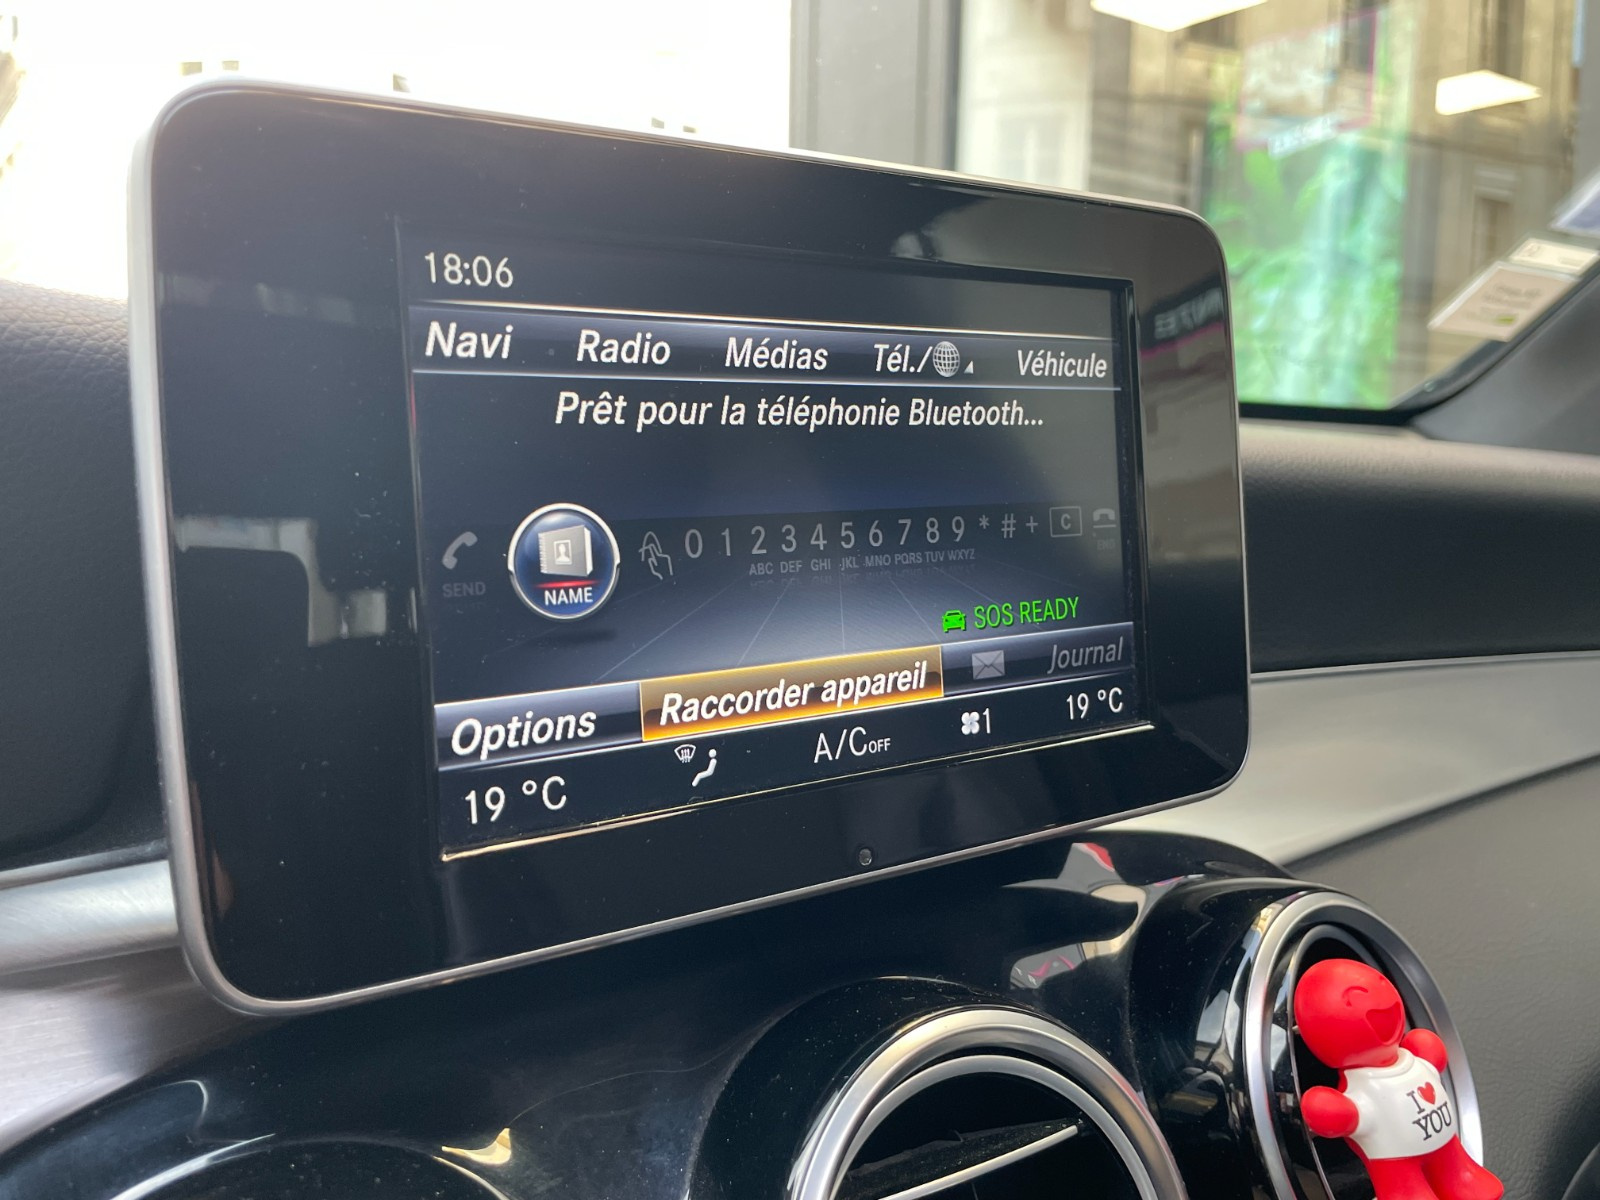 18:06
Navi Radio Médias Tél./ Véhicule
Prêt pour la téléphonie Bluetooth...
SEND NAME 0 1 2 3 4 5 6 7 8 9 * # + C END
ABC DEF GHI JKL MNO PQRS TUV WXYZ
SOS READY
Options Raccorder appareil Journal
19 °C A/C OFF 1 19 °C
I ♥
YOU